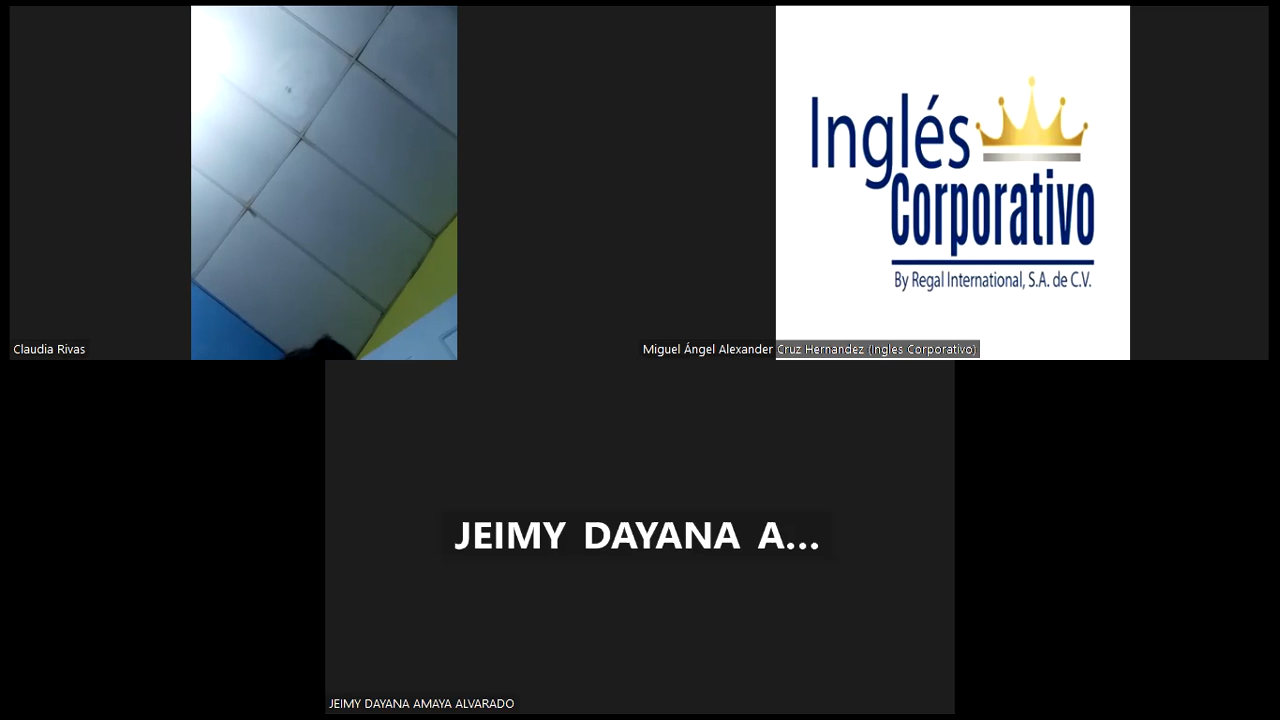 Inglés
Corporativo
By Regal International, S.A. de C.V.
Claudia Rivas
Miguel Ángel Alexander Cruz Hernandez (Ingles Corporativo)
JEIMY DAYANA A...
JEIMY DAYANA AMAYA ALVARADO